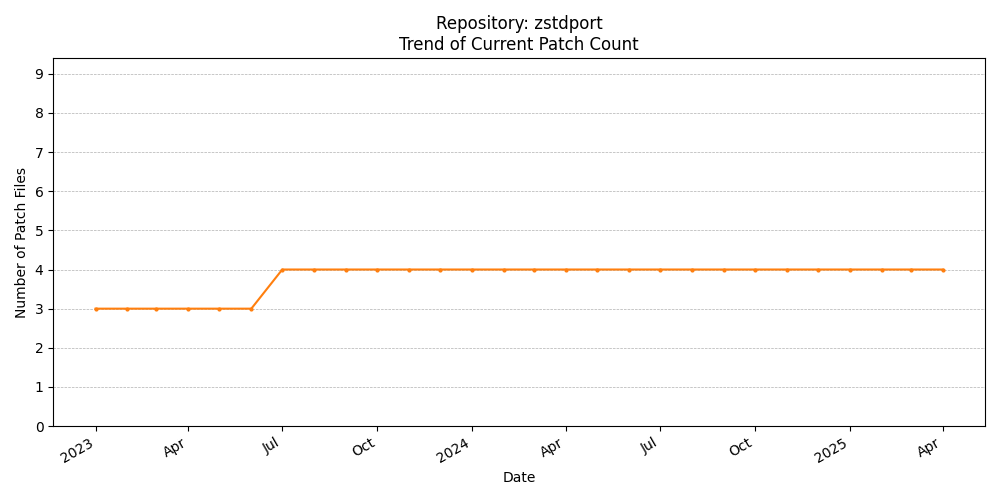 Repository: zstdport
Trend of Current Patch Count
Number of Patch Files
9
8
7
6
5
4
3
2
1
0
2023
Apr
Jul
Oct
2024
Apr
Jul
Oct
2025
Apr
Date